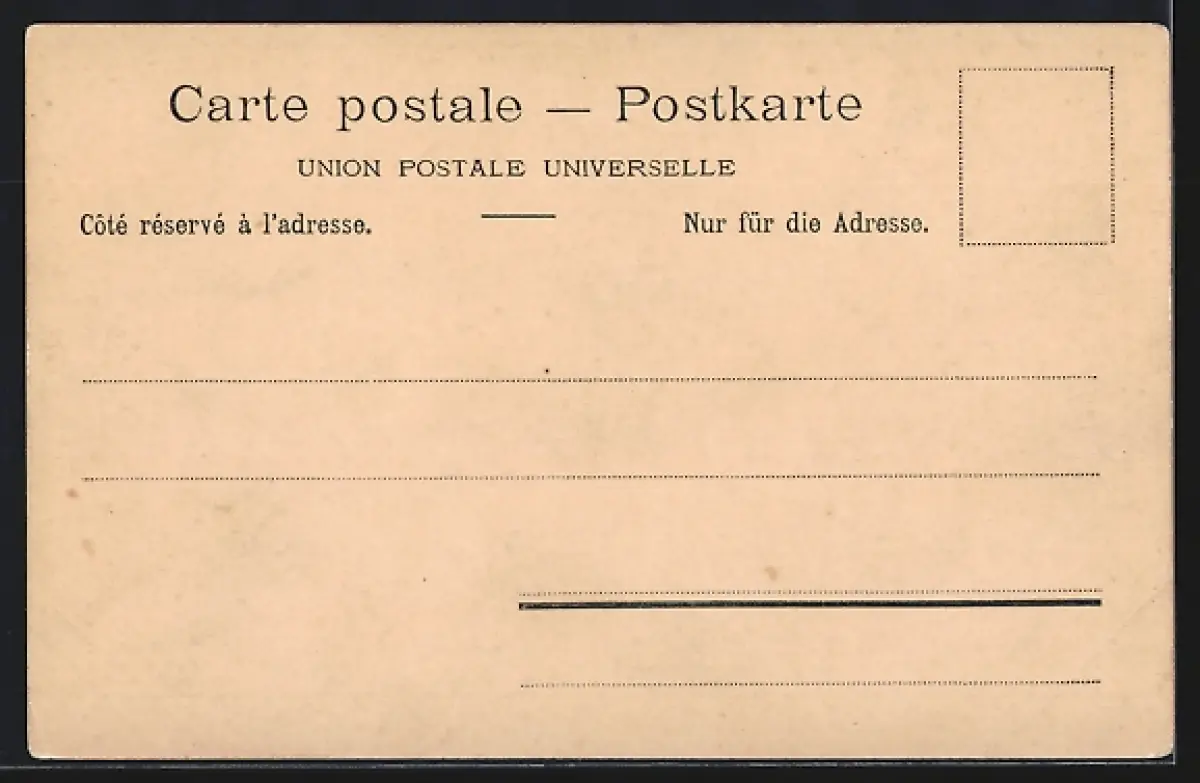 Carte postale — Postkarte
UNION POSTALE UNIVERSELLE
Côté réservé à l'adresse. Nur für die Adresse.